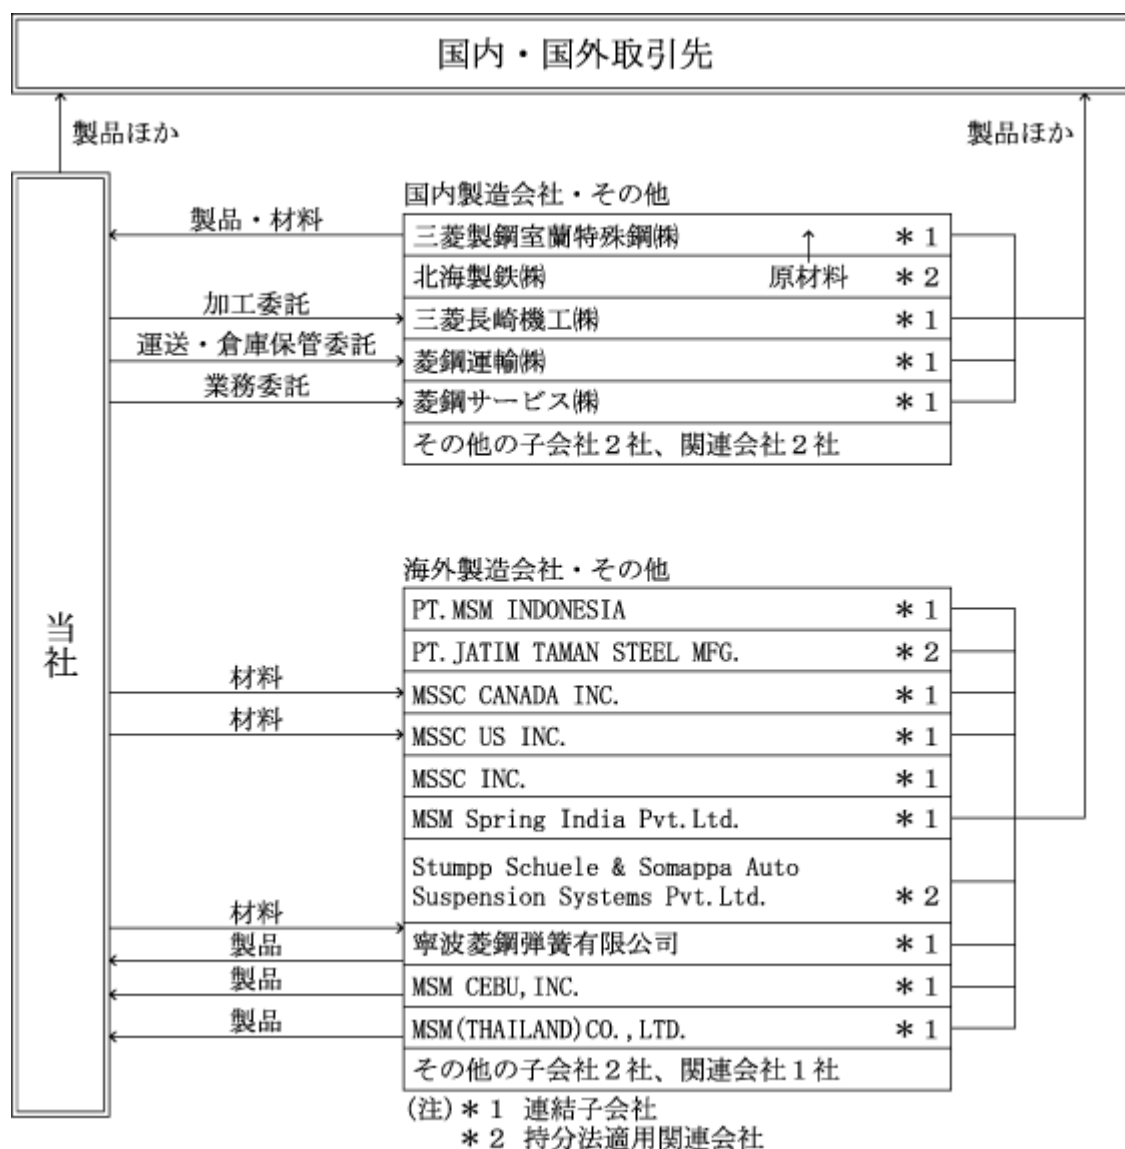 国内・国外取引先
製品ほか
製品ほか
国内製造会社・その他
製品・材料
三菱製鋼室蘭特殊鋼㈱
＊１
北海製鉄㈱
原材料
＊２
加工委託
三菱長崎機工㈱
＊１
運送・倉庫保管委託
菱鋼運輸㈱
＊１
業務委託
菱鋼サービス㈱
＊１
その他の子会社２社、関連会社２社
当社
海外製造会社・その他
PT.MSM INDONESIA
＊１
PT.JATIM TAMAN STEEL MFG.
＊２
材料
MSSC CANADA INC.
＊１
材料
MSSC US INC.
＊１
MSSC INC.
＊１
MSM Spring India Pvt.Ltd.
＊１
Stumpp Schuele & Somappa Auto
Suspension Systems Pvt.Ltd.
＊２
材料
製品
寧波菱鋼弾簧有限公司
＊１
製品
MSM CEBU,INC.
＊１
製品
MSM(THAILAND)CO.,LTD.
＊１
その他の子会社２社、関連会社１社
(注)＊１ 連結子会社
＊２ 持分法適用関連会社